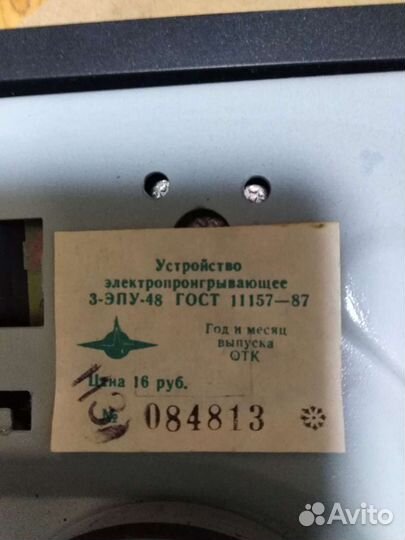 Устройство
электропроигрывающее
3-ЭПУ-48 ГОСТ 11157—87
Год и месяц
выпуска
ОТК
Цена 16 руб.
№ 084813
Avito